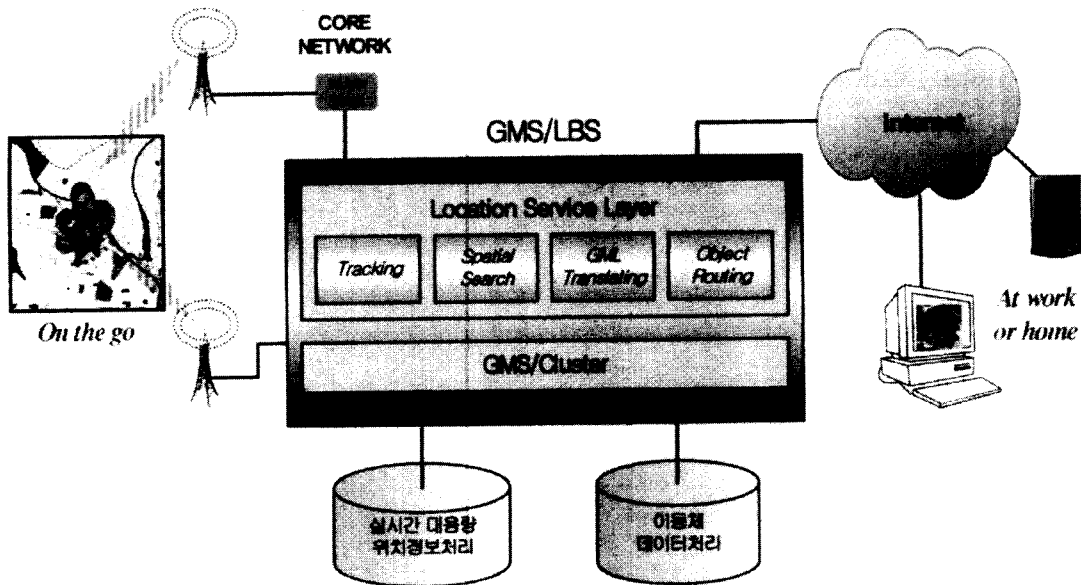 CORE
NETWORK
GMS/LBS
Internet
Location Service Layer
Tracking
Spatial
Search
GML
Translating
Object
Routing
On the go
At work
or home
GMS/Cluster
실시간 대용량
위치정보처리
이동체
데이터처리